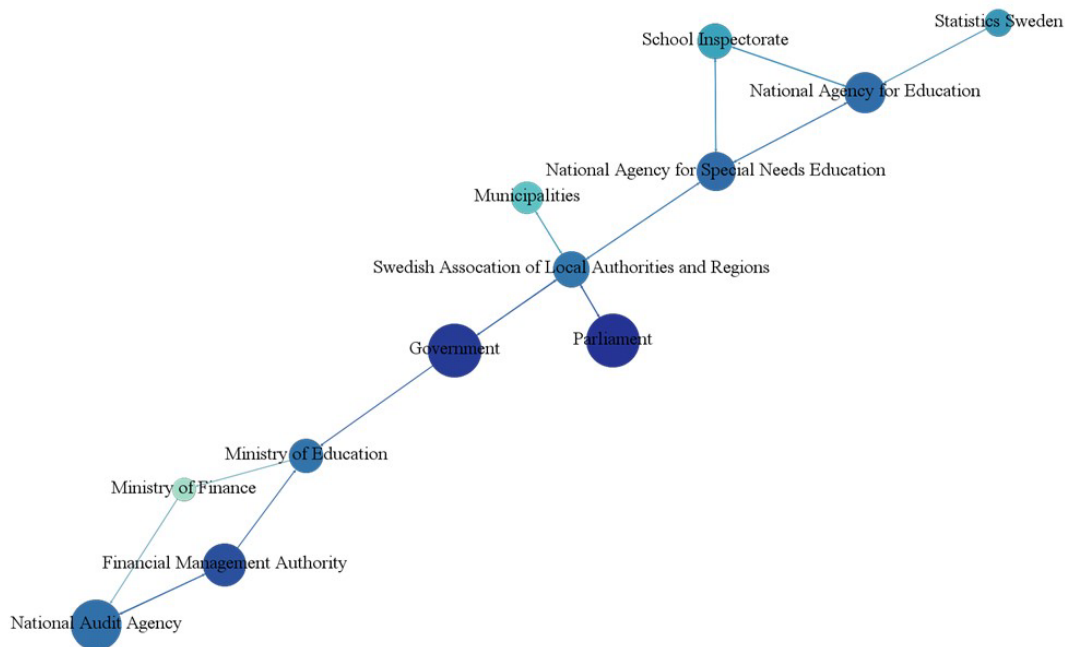 Statistics Sweden
School Inspectorate
National Agency for Education
National Agency for Special Needs Education
Municipalities
Swedish Assocation of Local Authorities and Regions
Parliament
Government
Ministry of Education
Ministry of Finance
Financial Management Authority
National Audit Agency